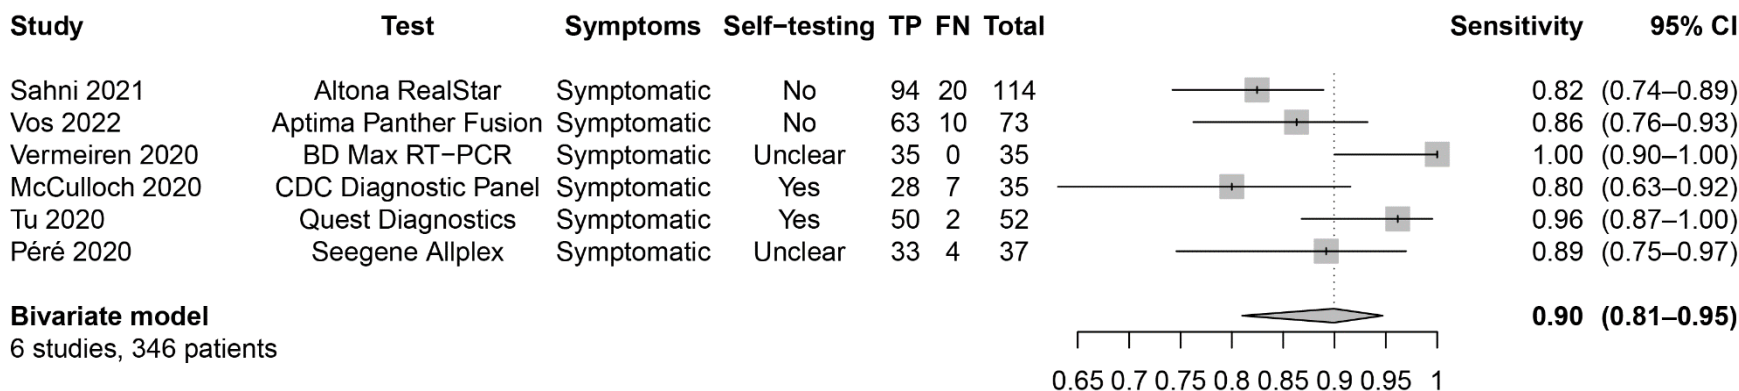 Study Test Symptoms Self−testing TP FN Total Sensitivity 95% CI
Sahni 2021 Altona RealStar Symptomatic No 94 20 114 0.82 (0.74–0.89)
Vos 2022 Aptima Panther Fusion Symptomatic No 63 10 73 0.86 (0.76–0.93)
Vermeiren 2020 BD Max RT−PCR Symptomatic Unclear 35 0 35 1.00 (0.90–1.00)
McCulloch 2020 CDC Diagnostic Panel Symptomatic Yes 28 7 35 0.80 (0.63–0.92)
Tu 2020 Quest Diagnostics Symptomatic Yes 50 2 52 0.96 (0.87–1.00)
Péré 2020 Seegene Allplex Symptomatic Unclear 33 4 37 0.89 (0.75–0.97)
Bivariate model 0.90 (0.81–0.95)
6 studies, 346 patients
0.65 0.7 0.75 0.8 0.85 0.9 0.95 1